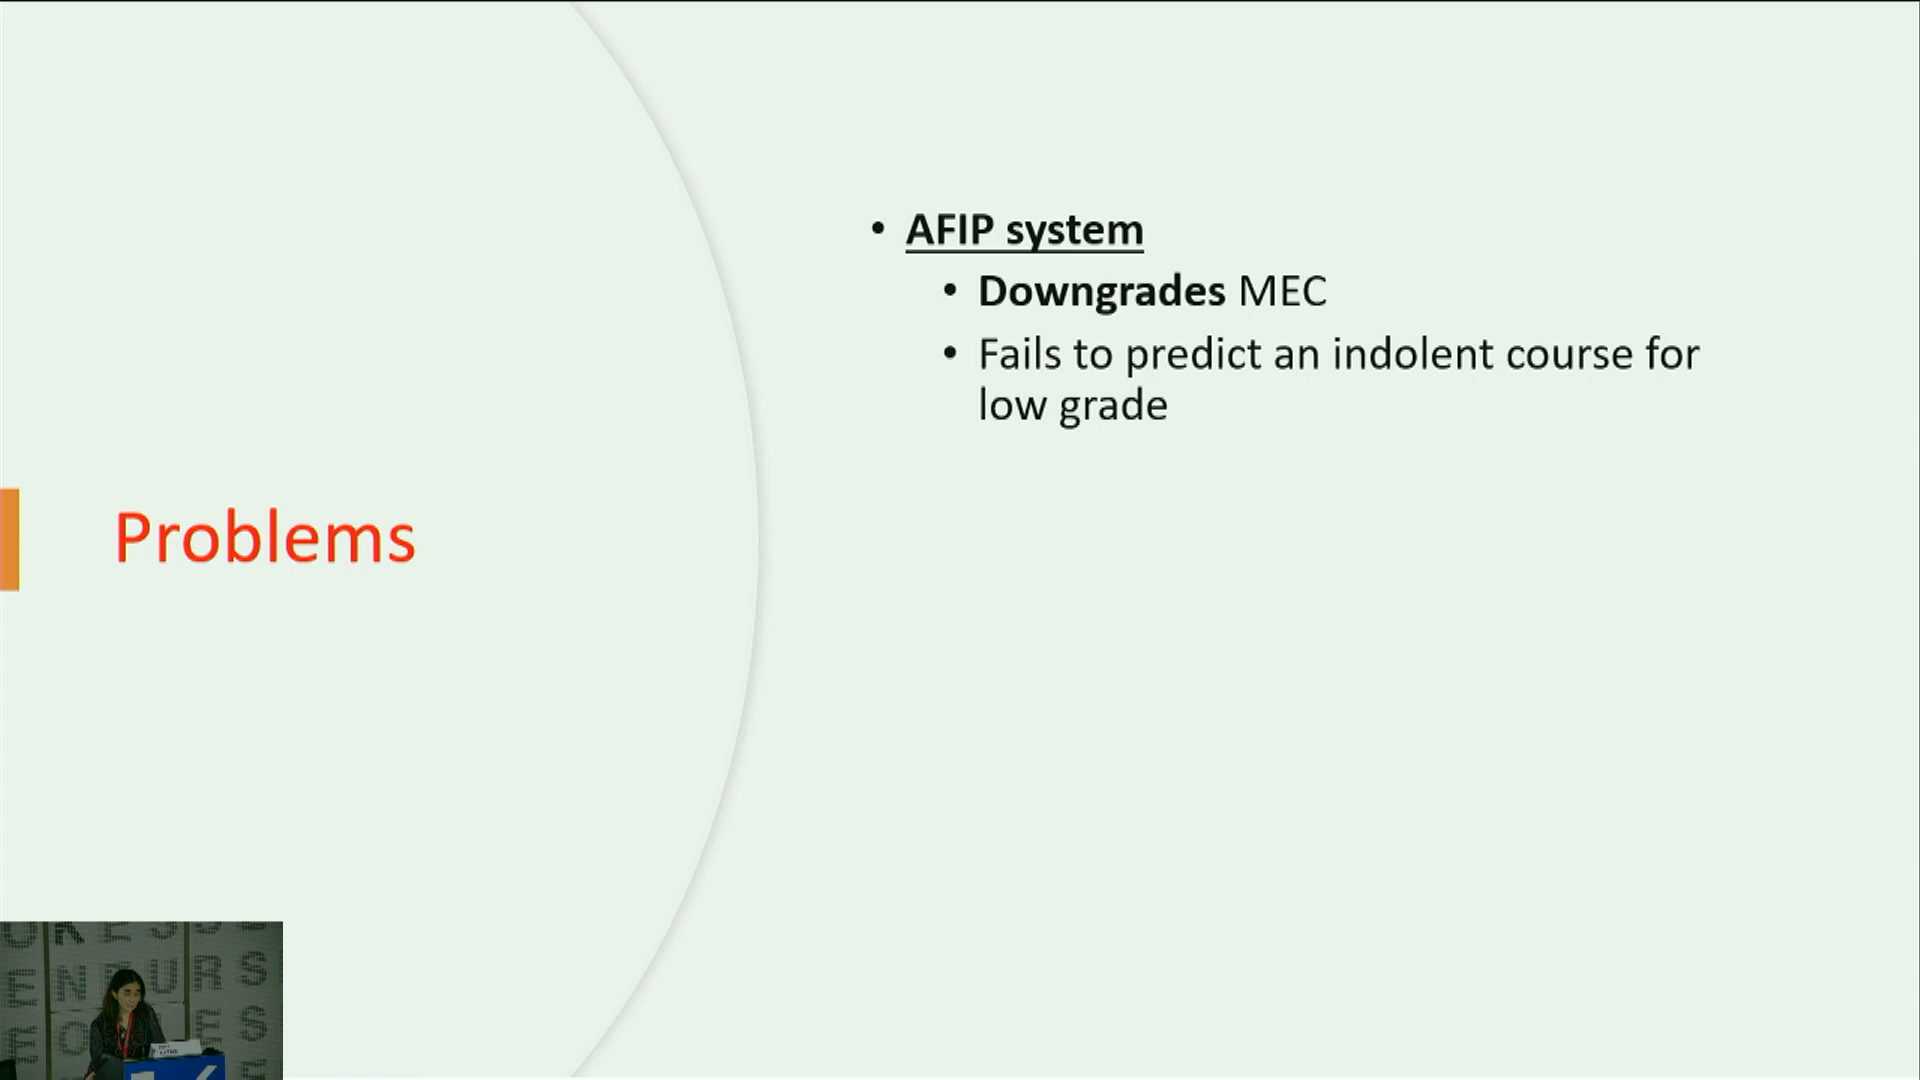 Problems
• AFIP system
• Downgrades MEC
• Fails to predict an indolent course for
low grade